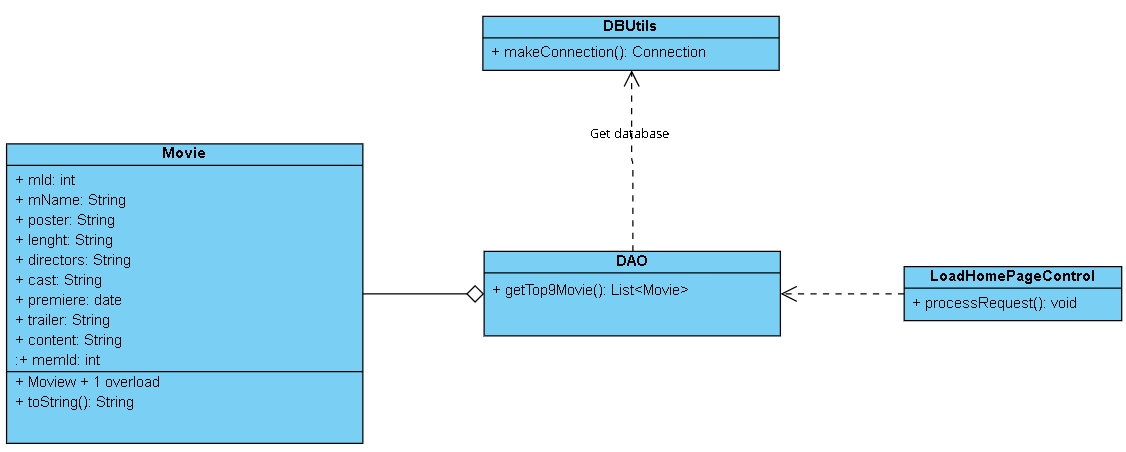 DBUtils
+ makeConnection(): Connection
Get database
Movie
+ mId: int
+ mName: String
+ poster: String
+ lenght: String
+ directors: String
+ cast: String
+ premiere: date
+ trailer: String
+ content: String
:+ memId: int
+ Moview + 1 overload
+ toString(): String
DAO
+ getTop9Movie(): List<Movie>
LoadHomePageControl
+ processRequest(): void